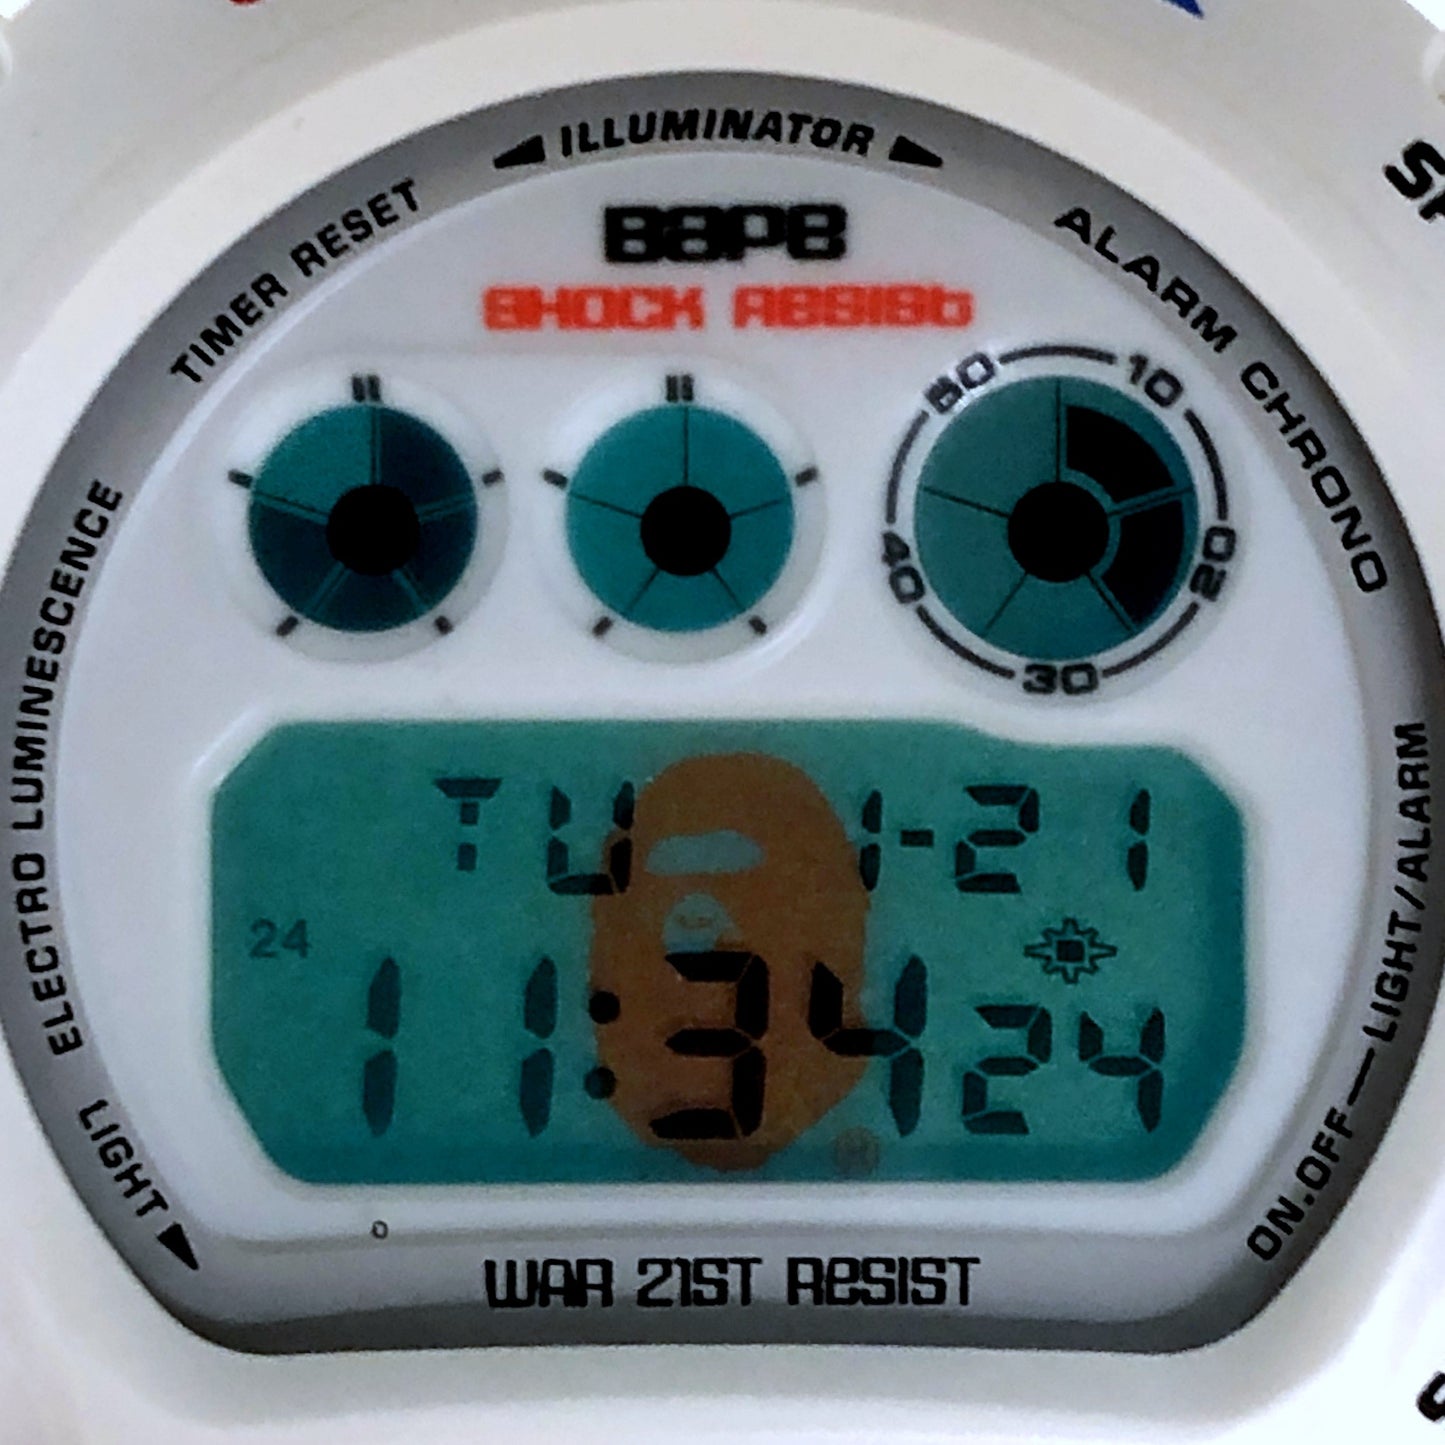 ILLUMINATOR
TIMER RESET
BAPE
SHOCK RESISt
ALARM CHRONO
60
10
20
30
40
ELECTRO LUMINESCENCE
TU 1-21
24
11:34 24
LIGHT/ALARM
ON.OFF
LIGHT
WAR 21ST ReSIST